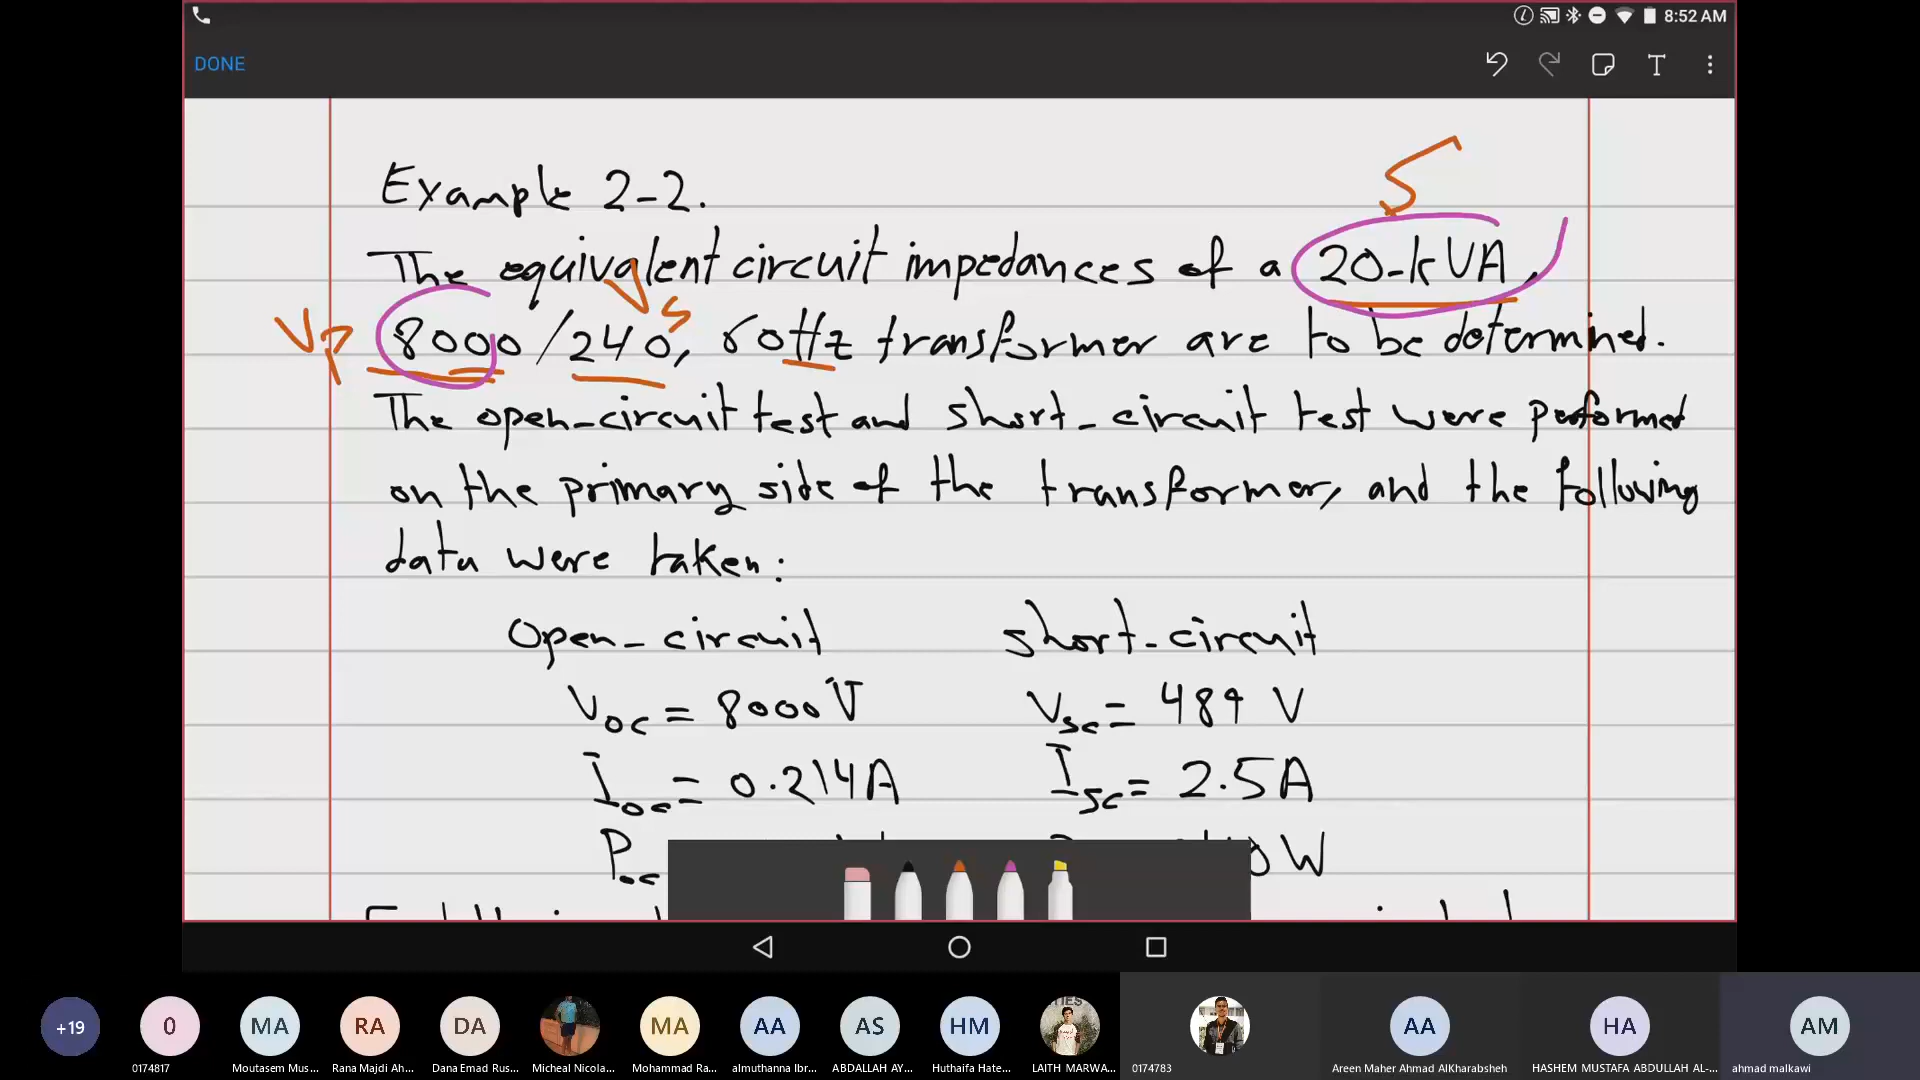 8:52 AM
DONE
T
S
Example 2-2.
The equivalent circuit impedances of a 20-kVA,
Vp 8000/240, 60Hz transformer are to be determined.
Vs
The open-circuit test and short-circuit test were performed
on the primary side of the transformer, and the following
data were taken:
Open-circuit short-circuit
Voc = 8000 V Vsc = 489 V
Ioc = 0.214A Isc = 2.5A
Poc 0W
+19 0 MA RA DA MA AA AS HM AA HA AM
0174817 Moutasem Mus... Rana Majdi Ah... Dana Emad Rus... Micheal Nicola... Mohammad Ra... almuthanna Ibr... ABDALLAH AY... Huthaifa Hate... LAITH MARWA... 0174783 Areen Maher Ahmad AlKharabsheh HASHEM MUSTAFA ABDULLAH AL-... ahmad malkawi